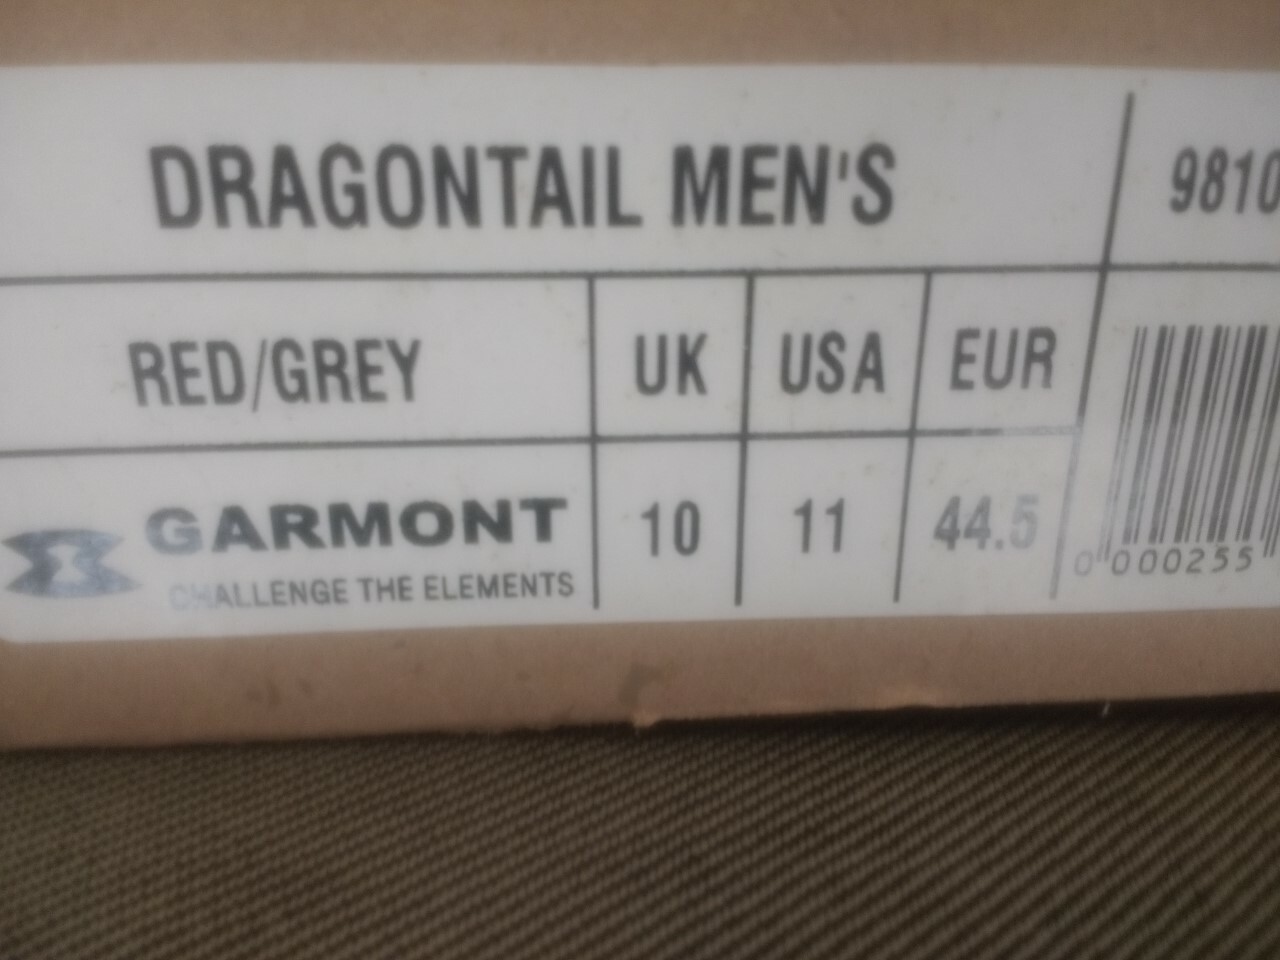 DRAGONTAIL MEN'S 9810
RED/GREY UK USA EUR
GARMONT 10 11 44.5
CHALLENGE THE ELEMENTS
0 000255